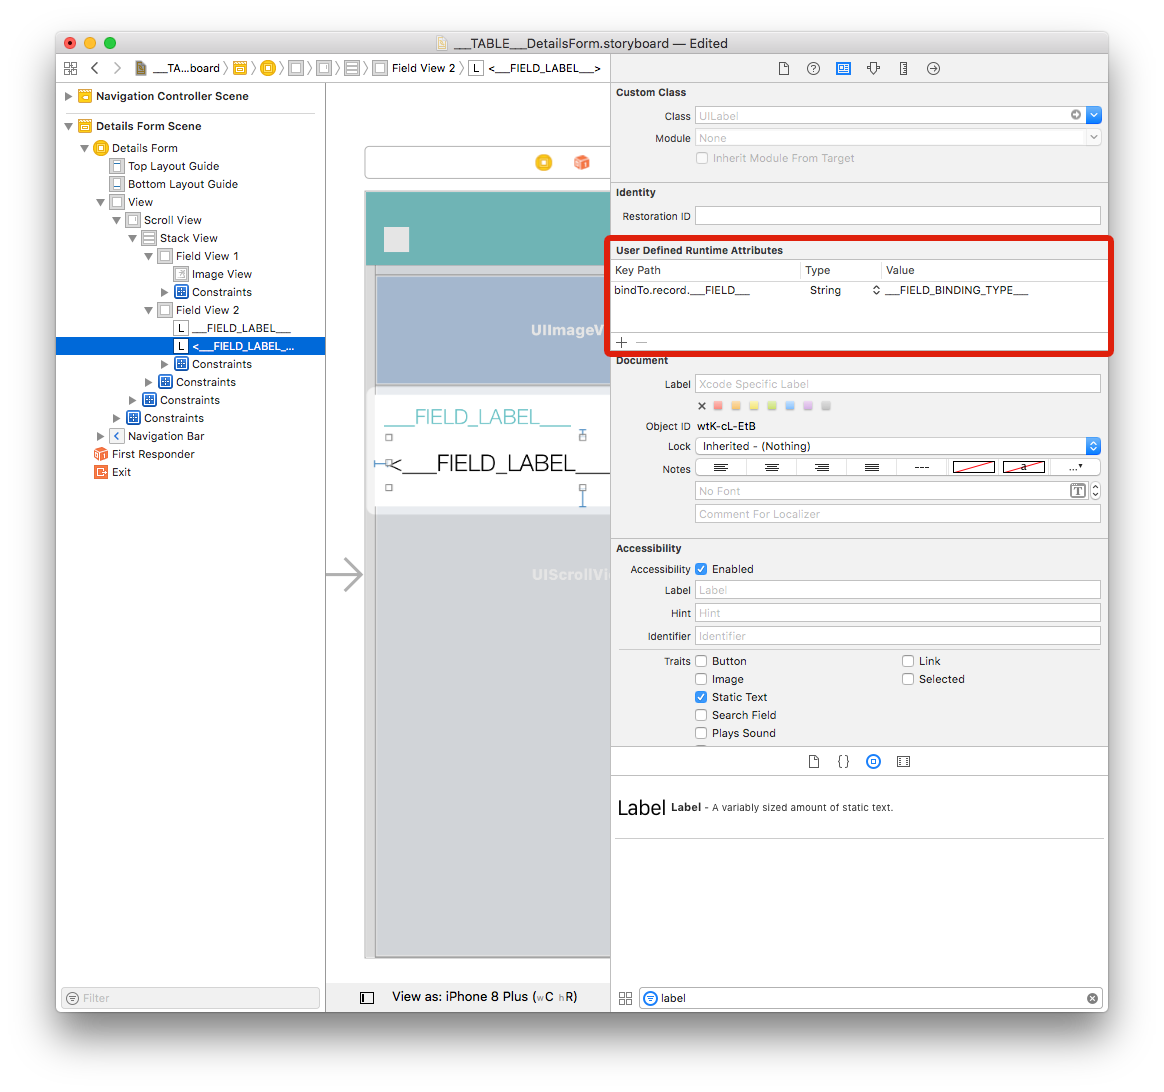 ___TABLE___DetailsForm.storyboard — Edited
___TA...board
Field View 2
L
<___FIELD_LABEL___>
Navigation Controller Scene
Details Form Scene
Details Form
Top Layout Guide
Bottom Layout Guide
View
Scroll View
Stack View
Field View 1
Image View
Constraints
Field View 2
L ___FIELD_LABEL___
L <___FIELD_LABEL_...
Constraints
Constraints
Constraints
Constraints
Navigation Bar
First Responder
Exit
Filter
UIImageV
___FIELD_LABEL___
<___FIELD_LABEL___
UIScrollVi
View as: iPhone 8 Plus (wC hR)
Custom Class
Class UILabel
Module None
Inherit Module From Target
Identity
Restoration ID
User Defined Runtime Attributes
Key Path Type Value
bindTo.record.___FIELD___ String ___FIELD_BINDING_TYPE___
Document
Label Xcode Specific Label
Object ID wtK-cL-EtB
Lock Inherited - (Nothing)
Notes
a
...
No Font
T
Comment For Localizer
Accessibility
Accessibility Enabled
Label Label
Hint Hint
Identifier Identifier
Traits Button Link
Image Selected
Static Text
Search Field
Plays Sound
{ }
Label Label - A variably sized amount of static text.
label